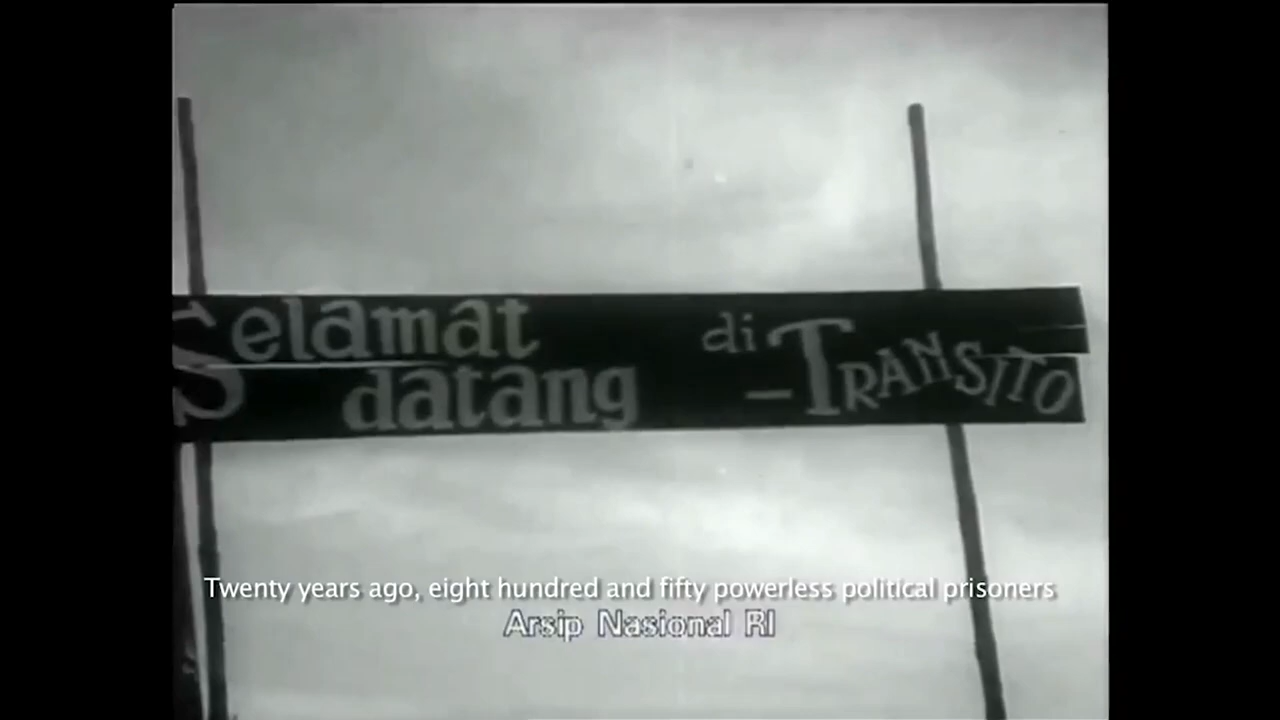 Selamat
datang
di
-TRANSITO
Twenty years ago, eight hundred and fifty powerless political prisoners
Arsip Nasional RI